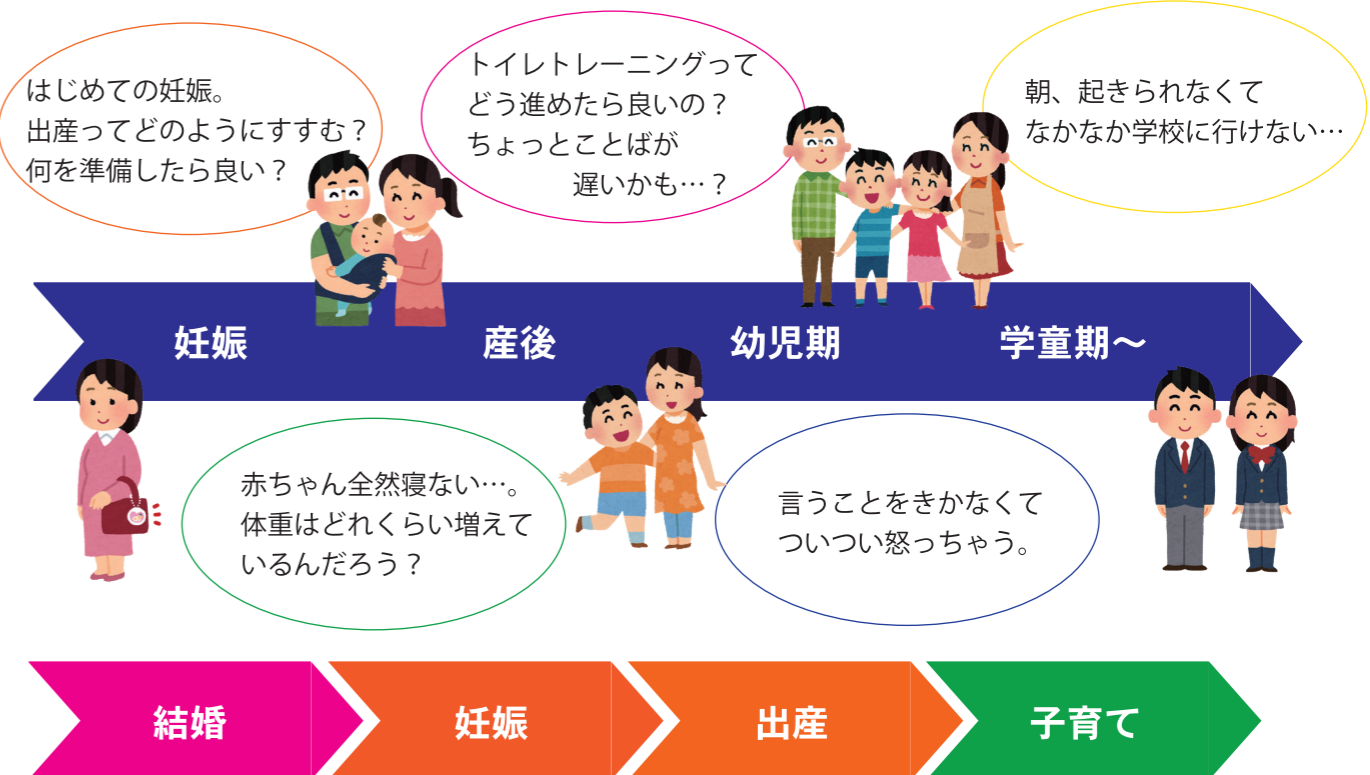 はじめての妊娠。
出産ってどのようにすすむ？
何を準備したら良い？
トイレトレーニングって
どう進めたら良いの？
ちょっとことばが
遅いかも…？
朝、起きられなくて
なかなか学校に行けない…
妊娠
産後
幼児期
学童期～
赤ちゃん全然寝ない…。
体重はどれくらい増えて
いるんだろう？
言うことをきかなくて
ついつい怒っちゃう。
結婚
妊娠
出産
子育て